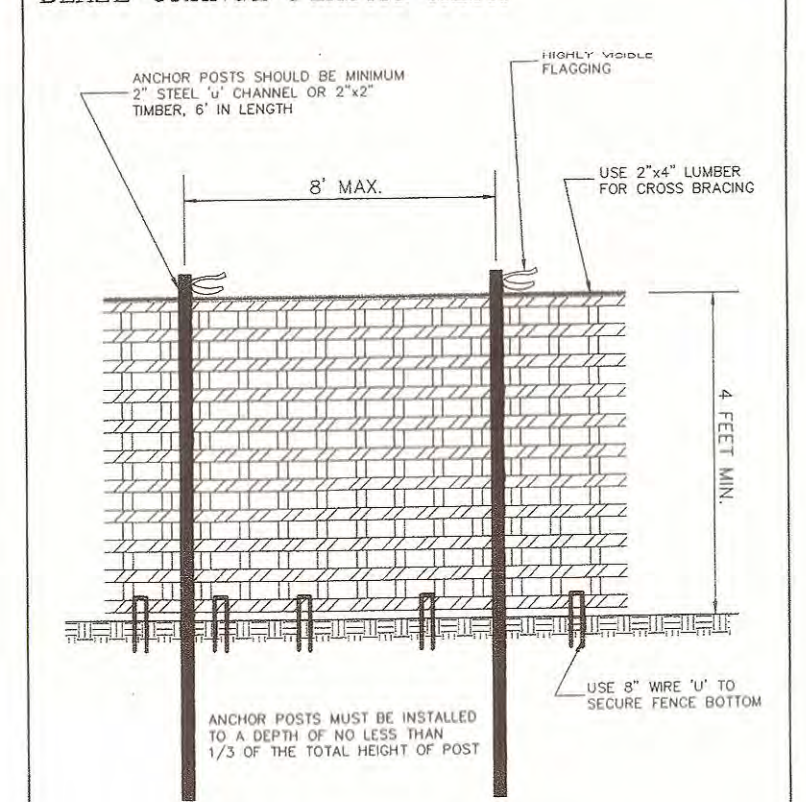 ANCHOR POSTS SHOULD BE MINIMUM
2" STEEL 'u' CHANNEL OR 2"x2"
TIMBER, 6' IN LENGTH
HIGHLY
FLAGGING
8' MAX.
USE 2"x4" LUMBER
FOR CROSS BRACING
4 FEET MIN.
USE 8" WIRE 'U' TO
SECURE FENCE BOTTOM
ANCHOR POSTS MUST BE INSTALLED
TO A DEPTH OF NO LESS THAN
1/3 OF THE TOTAL HEIGHT OF POST